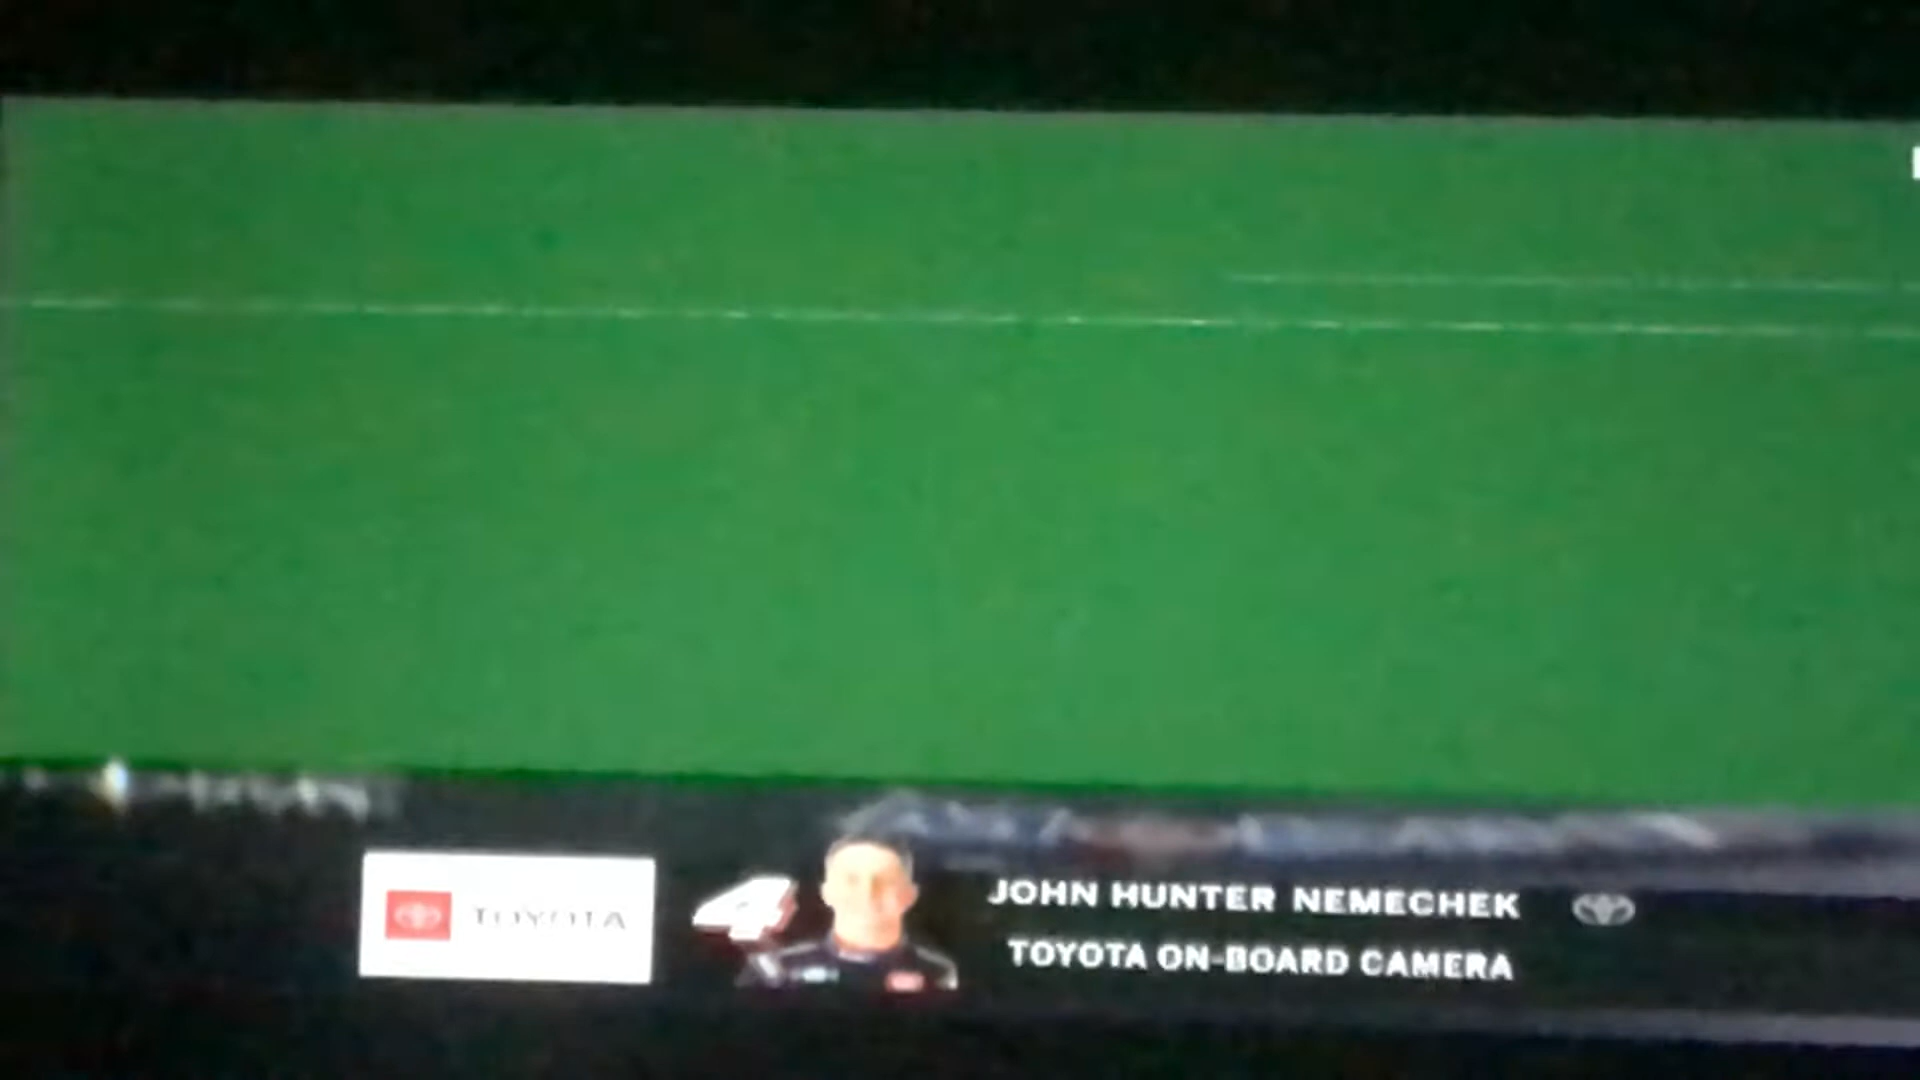 TOYOTA
4
JOHN HUNTER NEMECHEK
TOYOTA ON-BOARD CAMERA